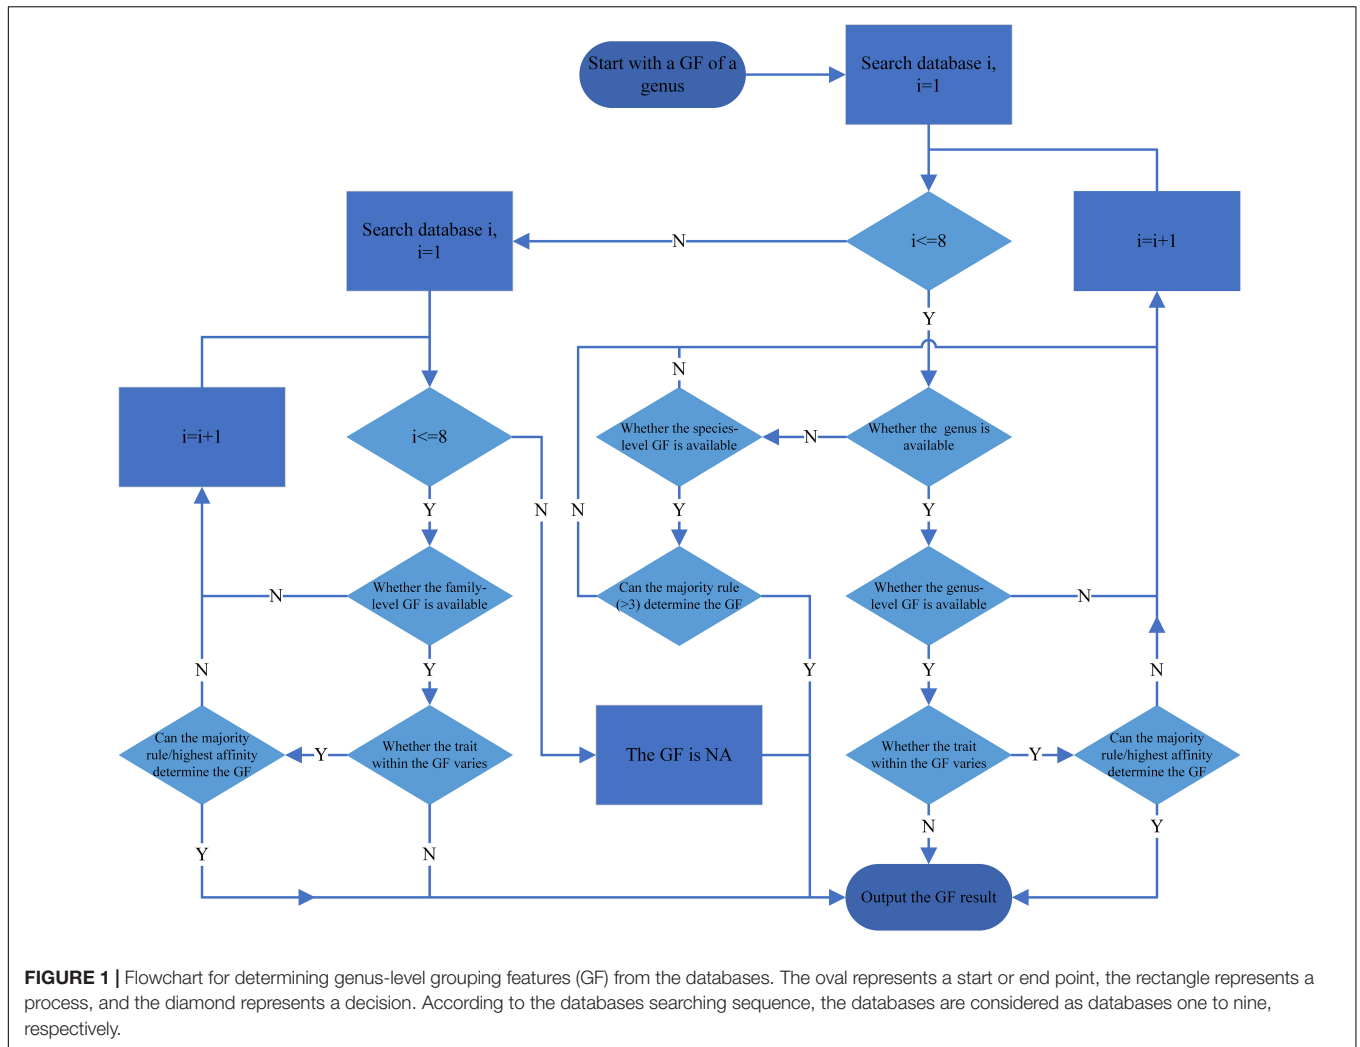 Start with a GF of a
genus
Search database i,
i=1
Search database i,
i=1
N
i<=8
i=i+1
Y
N
i=i+1
i<=8
Whether the species-
level GF is available
N
Whether the genus is
available
Y
N
N
Y
Y
Whether the family-
level GF is available
N
Can the majority rule
(>3) determine the GF
Whether the genus-
level GF is available
N
N
Y
Y
Y
N
Can the majority
rule/highest affinity
determine the GF
Y
Whether the trait
within the GF varies
The GF is NA
Whether the trait
within the GF varies
Y
Can the majority
rule/highest affinity
determine the GF
Y
N
N
Y
Output the GF result
FIGURE 1 | Flowchart for determining genus-level grouping features (GF) from the databases. The oval represents a start or end point, the rectangle represents a
process, and the diamond represents a decision. According to the databases searching sequence, the databases are considered as databases one to nine,
respectively.